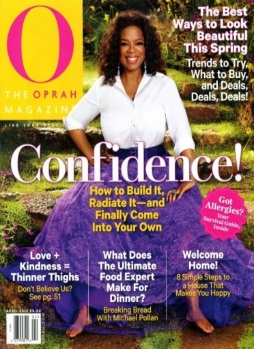 The Best
Ways to Look
Beautiful
This Spring
Trends to Try,
What to Buy,
and Deals,
Deals, Deals!
O
THE OPRAH
MAGAZINE
LIVE YOUR BEST
Confidence!
How to Build It,
Radiate It—and
Finally Come
Into Your Own
Got
Allergies?
Your
Survival Guide,
Inside
Love +
Kindness =
Thinner Thighs
Don't Believe Us?
See pg. 51
What Does
The Ultimate
Food Expert
Make For
Dinner?
Breaking Bread
With Michael Pollan
Welcome
Home!
8 Simple Steps to
a House That
Makes You Happy